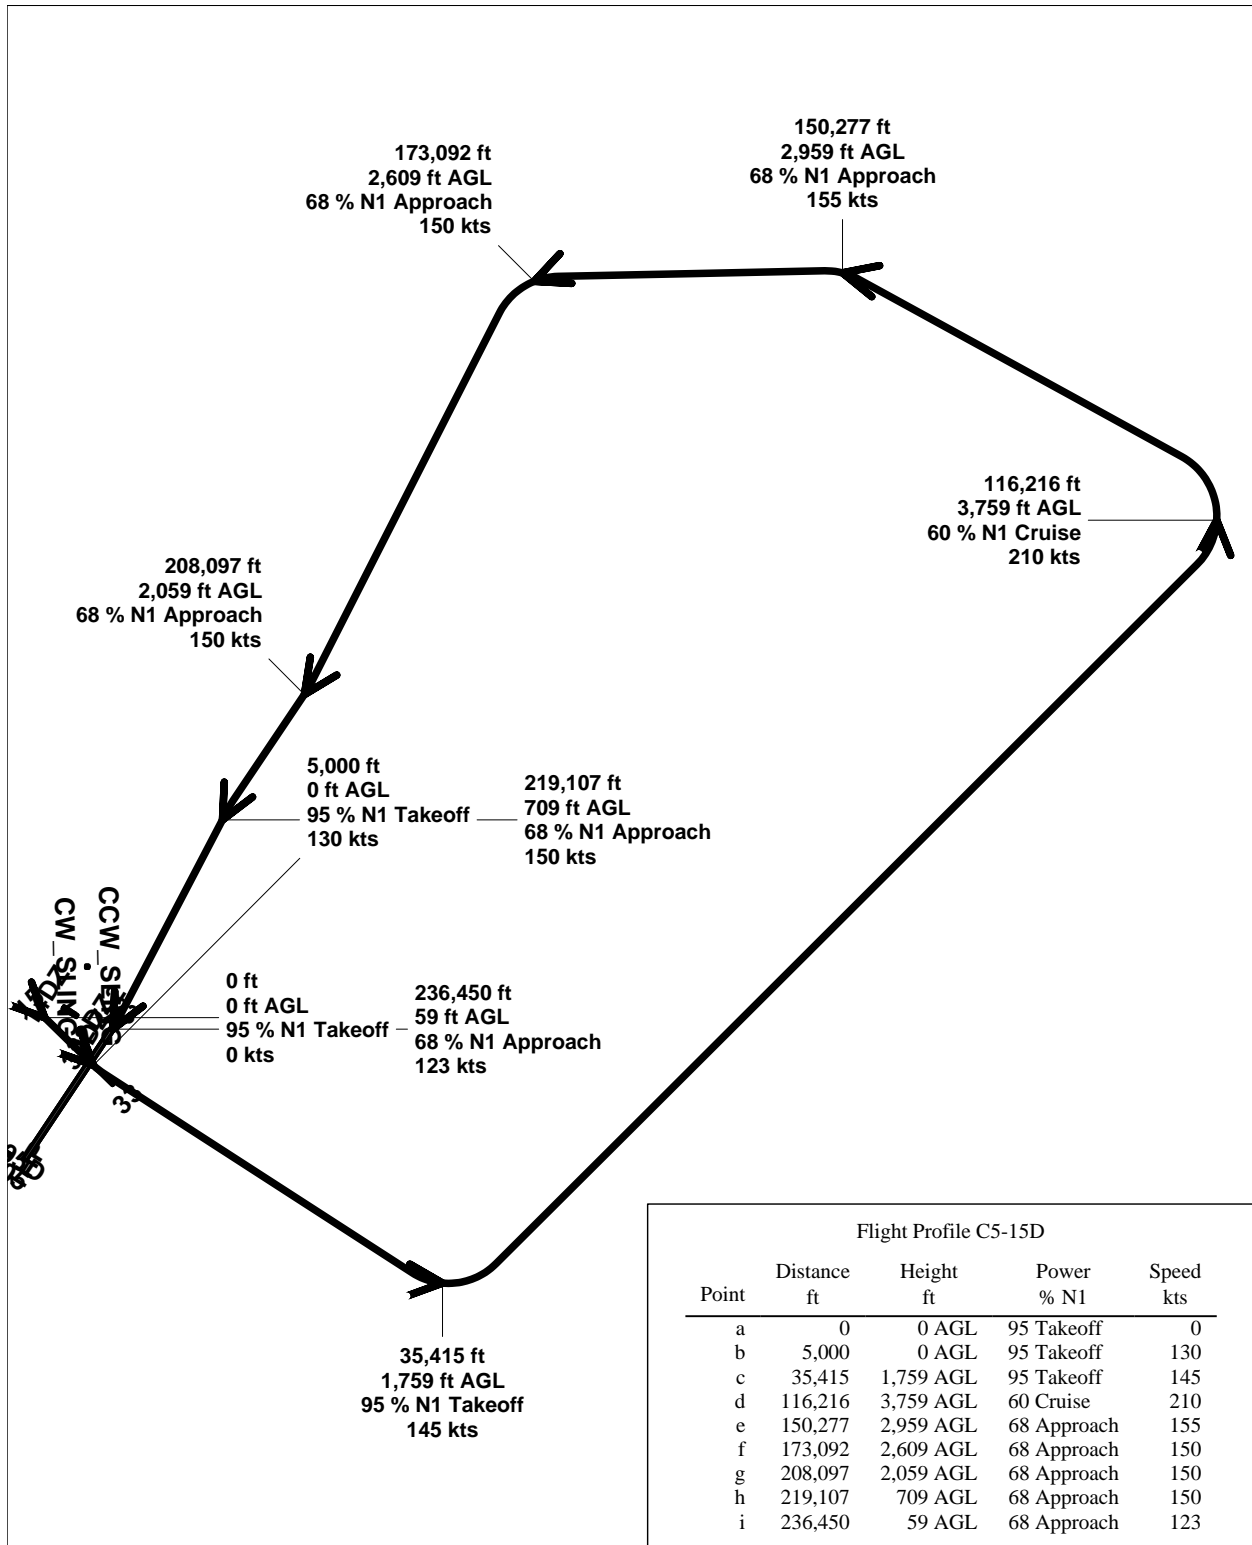 150,277 ft
2,959 ft AGL
68 % N1 Approach
155 kts
173,092 ft
2,609 ft AGL
68 % N1 Approach
150 kts
116,216 ft
3,759 ft AGL
60 % N1 Cruise
210 kts
208,097 ft
2,059 ft AGL
68 % N1 Approach
150 kts
5,000 ft
0 ft AGL
95 % N1 Takeoff
130 kts
219,107 ft
709 ft AGL
68 % N1 Approach
150 kts
0 ft
0 ft AGL
95 % N1 Takeoff
0 kts
236,450 ft
59 ft AGL
68 % N1 Approach
123 kts
35,415 ft
1,759 ft AGL
95 % N1 Takeoff
145 kts
Flight Profile C5-15D
Point Distance ft Height ft Power % N1 Speed kts
a 0 0 AGL 95 Takeoff 0
b 5,000 0 AGL 95 Takeoff 130
c 35,415 1,759 AGL 95 Takeoff 145
d 116,216 3,759 AGL 60 Cruise 210
e 150,277 2,959 AGL 68 Approach 155
f 173,092 2,609 AGL 68 Approach 150
g 208,097 2,059 AGL 68 Approach 150
h 219,107 709 AGL 68 Approach 150
i 236,450 59 AGL 68 Approach 123